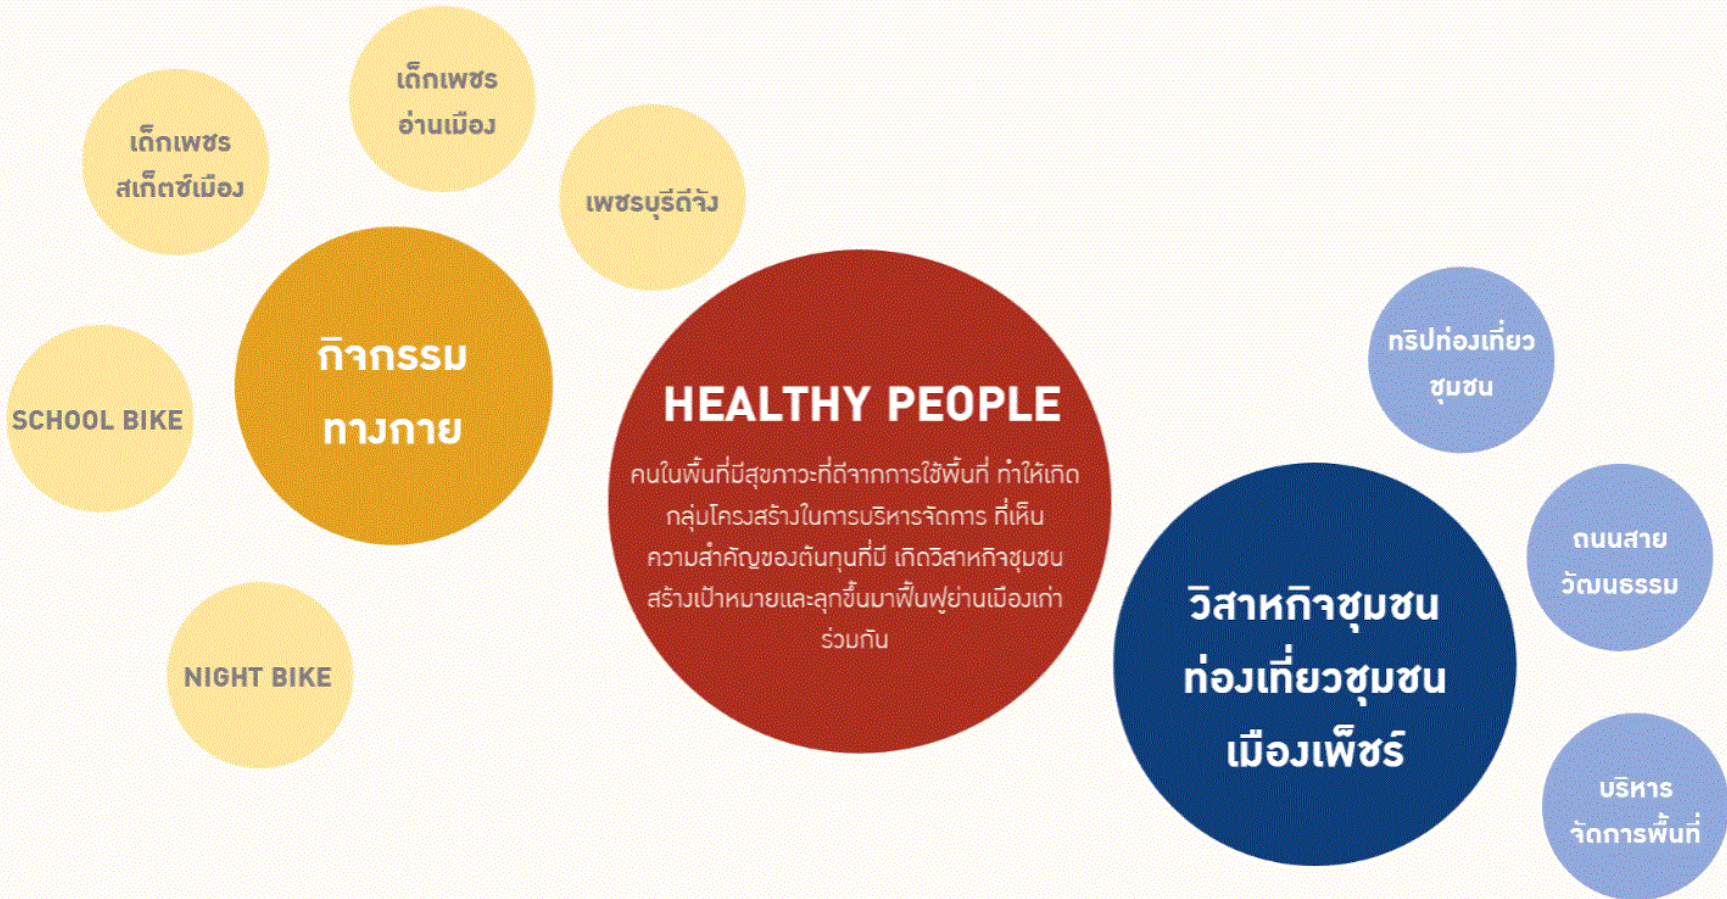 เด็กเพชร
อ่านเมือง
เด็กเพชร
สเก็ตซ์เมือง
เพชรบุรีดีจัง
กิจกรรม
ทางกาย
SCHOOL BIKE
NIGHT BIKE
HEALTHY PEOPLE
คนในพื้นที่มีสุขภาวะที่ดีจากการใช้พื้นที่ ทำให้เกิด
กลุ่มโครงสร้างในการบริหารจัดการ ที่เห็น
ความสำคัญของต้นทุนที่มี เกิดวิสาหกิจชุมชน
สร้างเป้าหมายและลุกขึ้นมาฟื้นฟูย่านเมืองเก่า
ร่วมกัน
วิสาหกิจชุมชน
ท่องเที่ยวชุมชน
เมืองเพ็ชร์
ทริปท่องเที่ยว
ชุมชน
ถนนสาย
วัฒนธรรม
บริหาร
จัดการพื้นที่